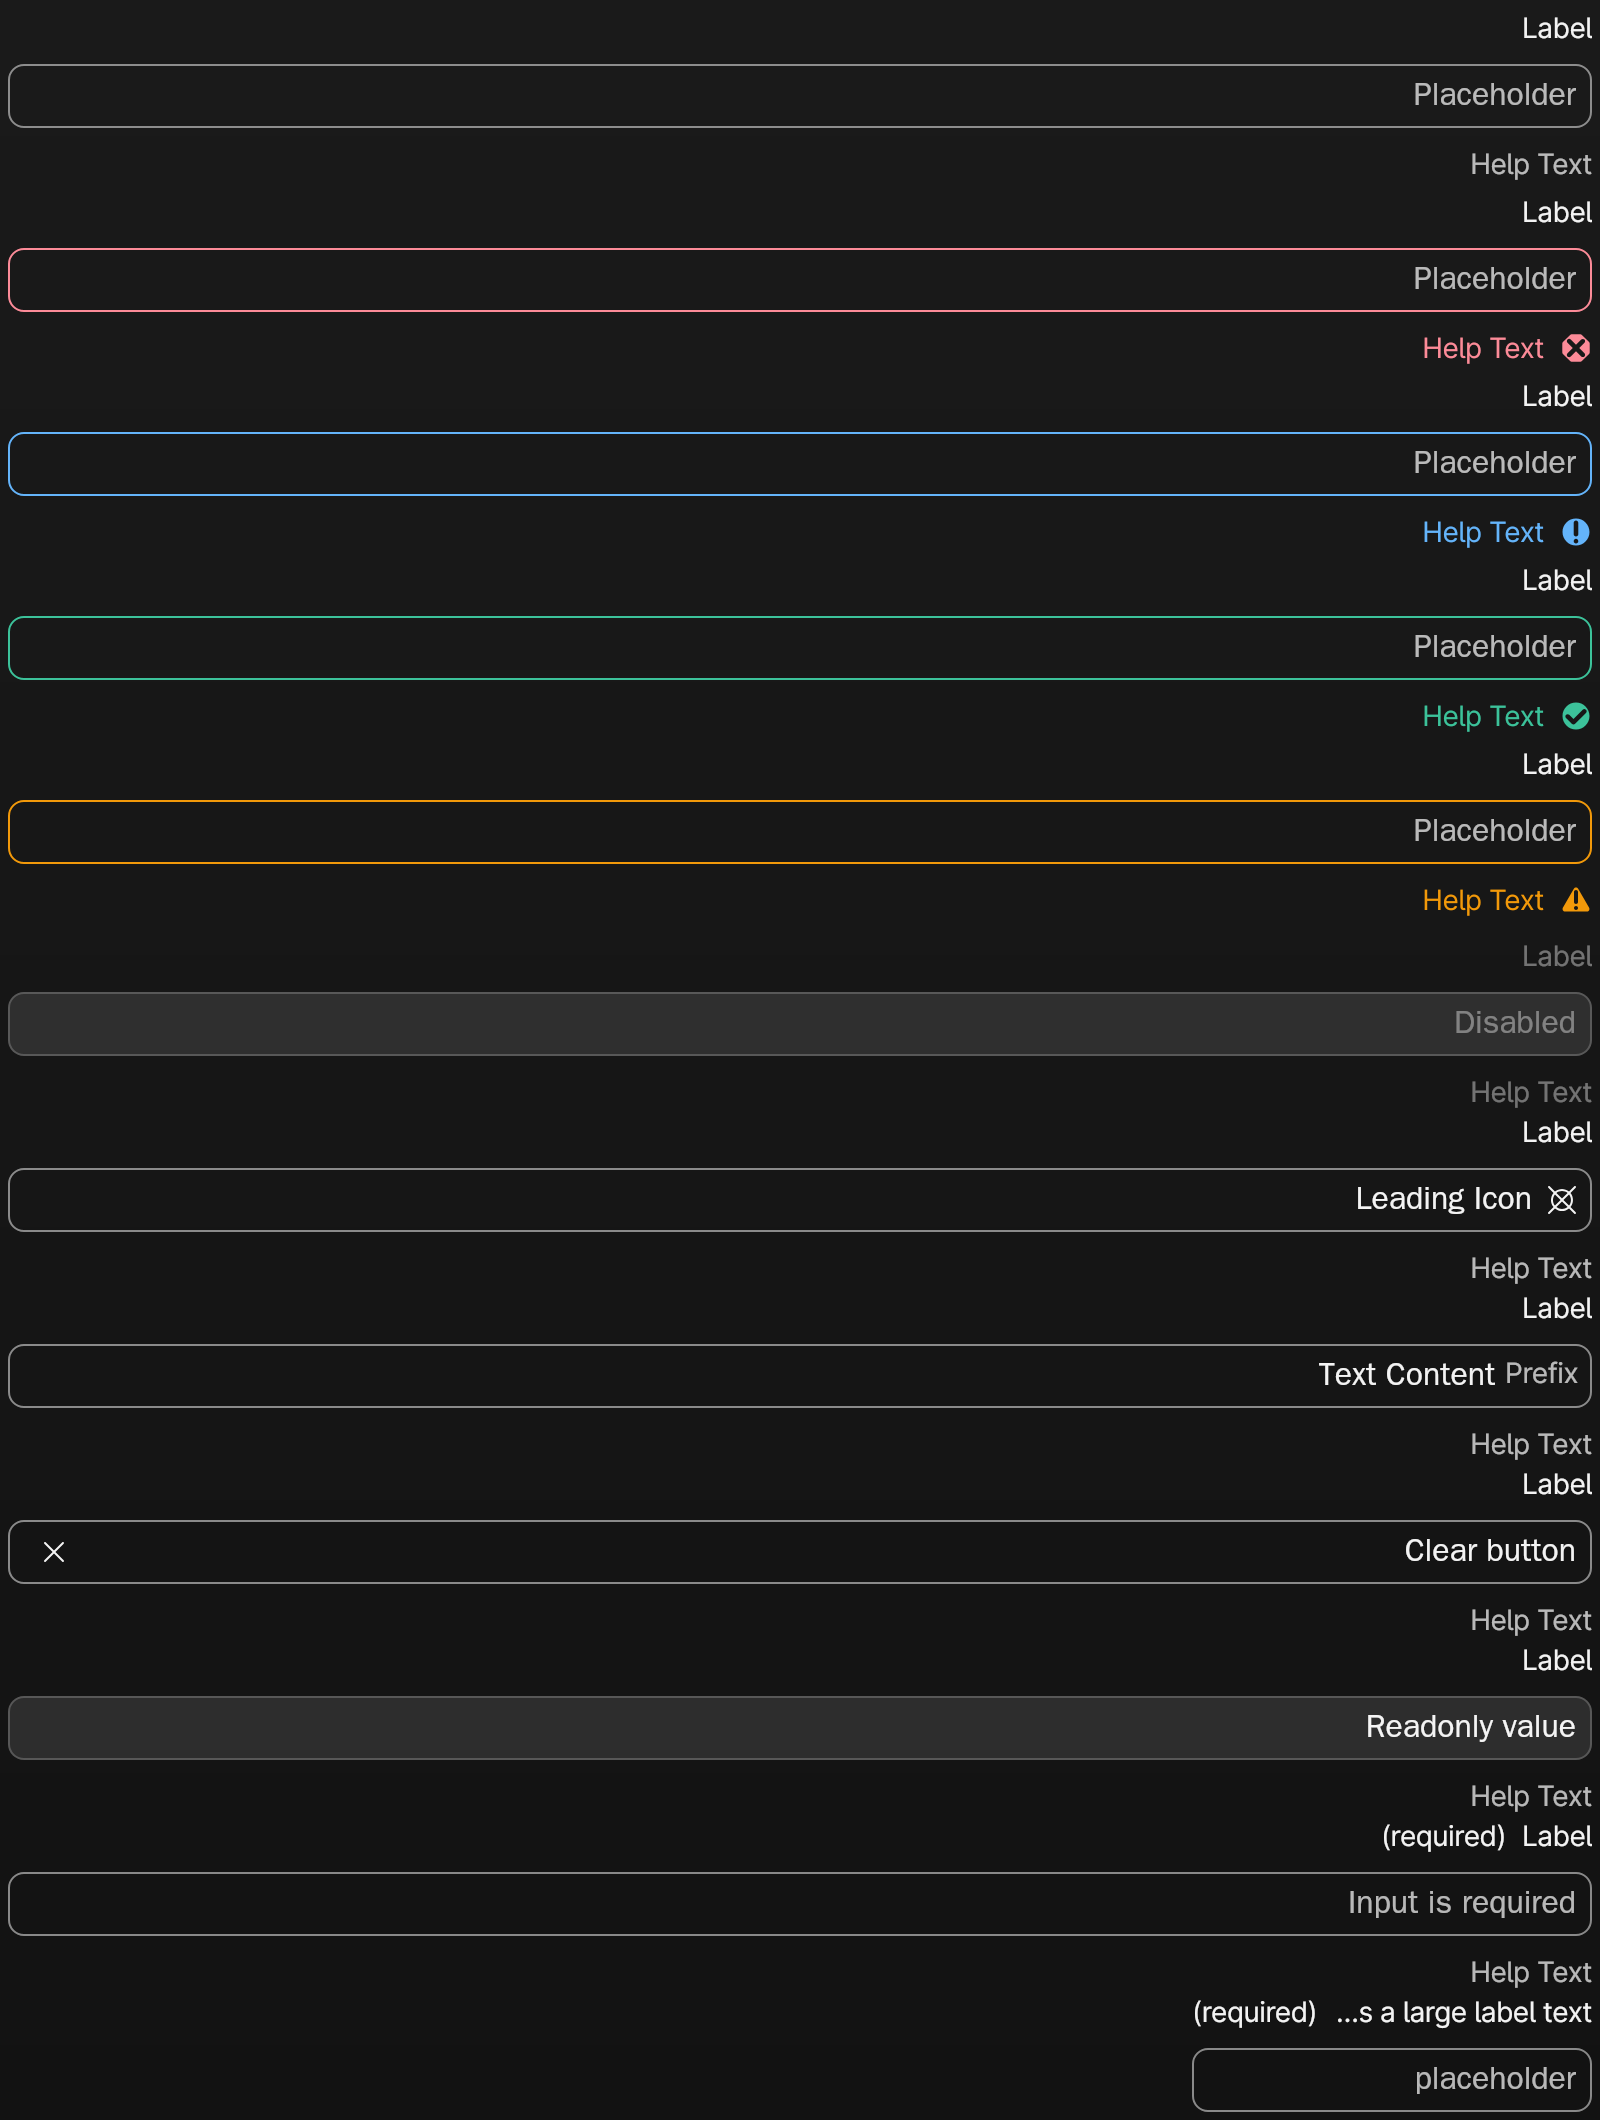 Label
Placeholder
Help Text
Label
Placeholder
Help Text
Label
Placeholder
Help Text
Label
Placeholder
Help Text
Label
Placeholder
Help Text
Label
Disabled
Help Text
Label
Leading Icon
Help Text
Label
Text Content Prefix
Help Text
Label
Clear button
Help Text
Label
Readonly value
Help Text
(required) Label
Input is required
Help Text
(required) ...s a large label text
placeholder